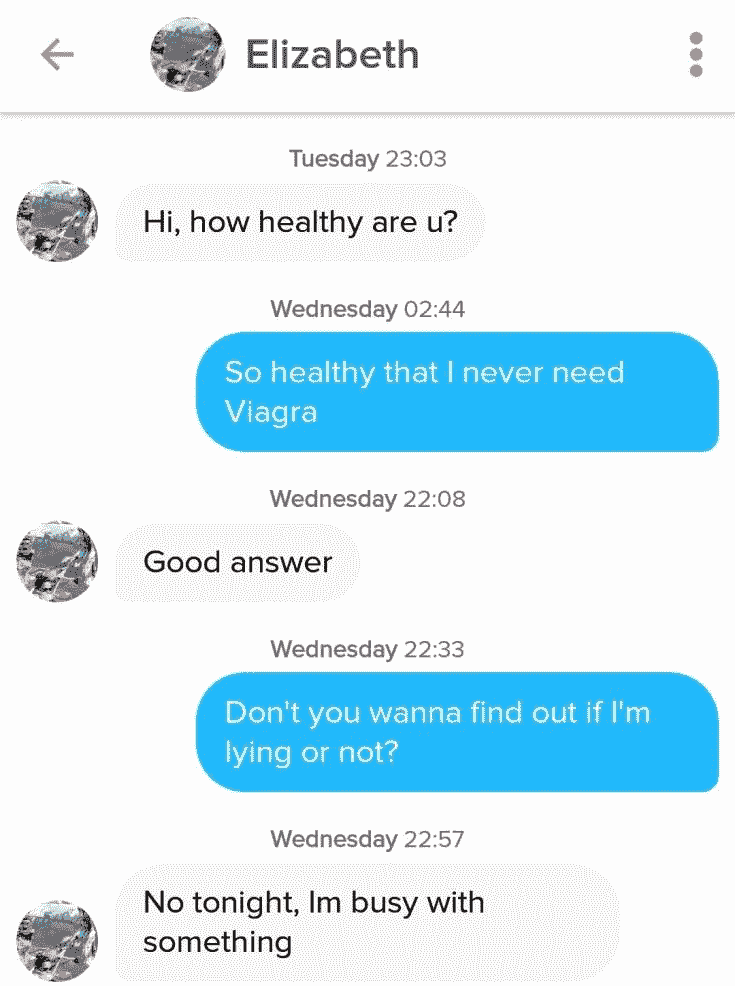 Elizabeth
Tuesday 23:03
Hi, how healthy are u?
Wednesday 02:44
So healthy that I never need
Viagra
Wednesday 22:08
Good answer
Wednesday 22:33
Don't you wanna find out if I'm
lying or not?
Wednesday 22:57
No tonight, Im busy with
something